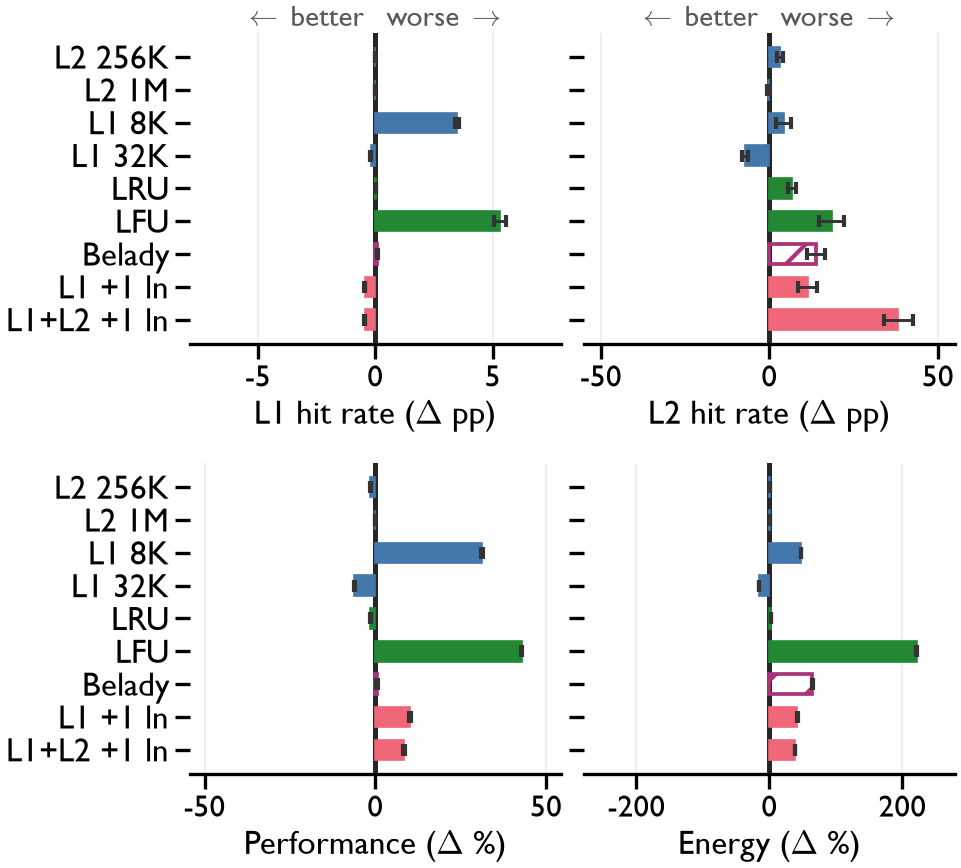 ← better worse → ← better worse →
L2 256K
L2 1M
L1 8K
L1 32K
LRU
LFU
Belady
L1 +1 ln
L1+L2 +1 ln
-5 0 5 -50 0 50
L1 hit rate (Δ pp) L2 hit rate (Δ pp)
L2 256K
L2 1M
L1 8K
L1 32K
LRU
LFU
Belady
L1 +1 ln
L1+L2 +1 ln
-50 0 50 -200 0 200
Performance (Δ %) Energy (Δ %)